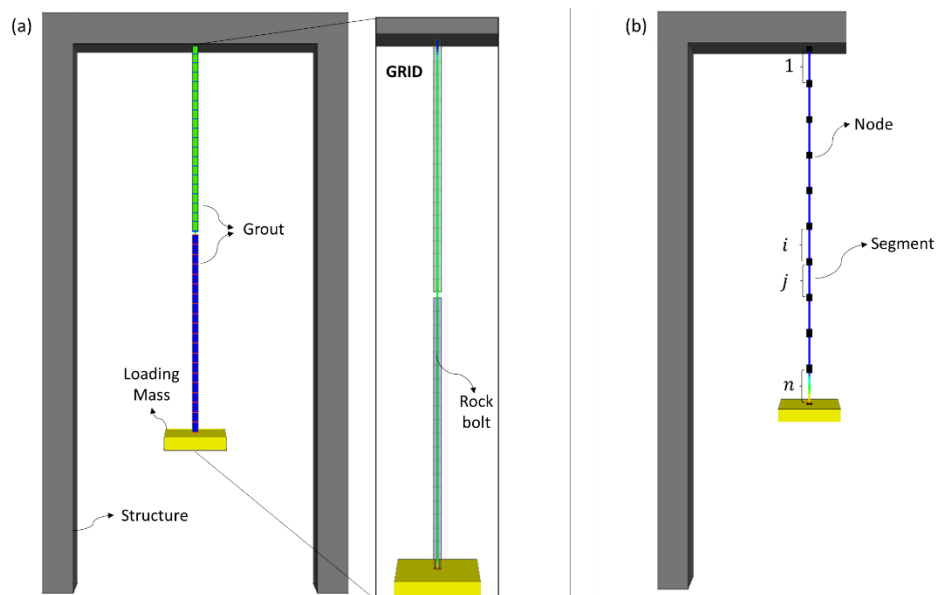 (a)
GRID
Grout
Loading
Mass
Rock
bolt
Structure
(b)
1
Node
i
Segment
j
n